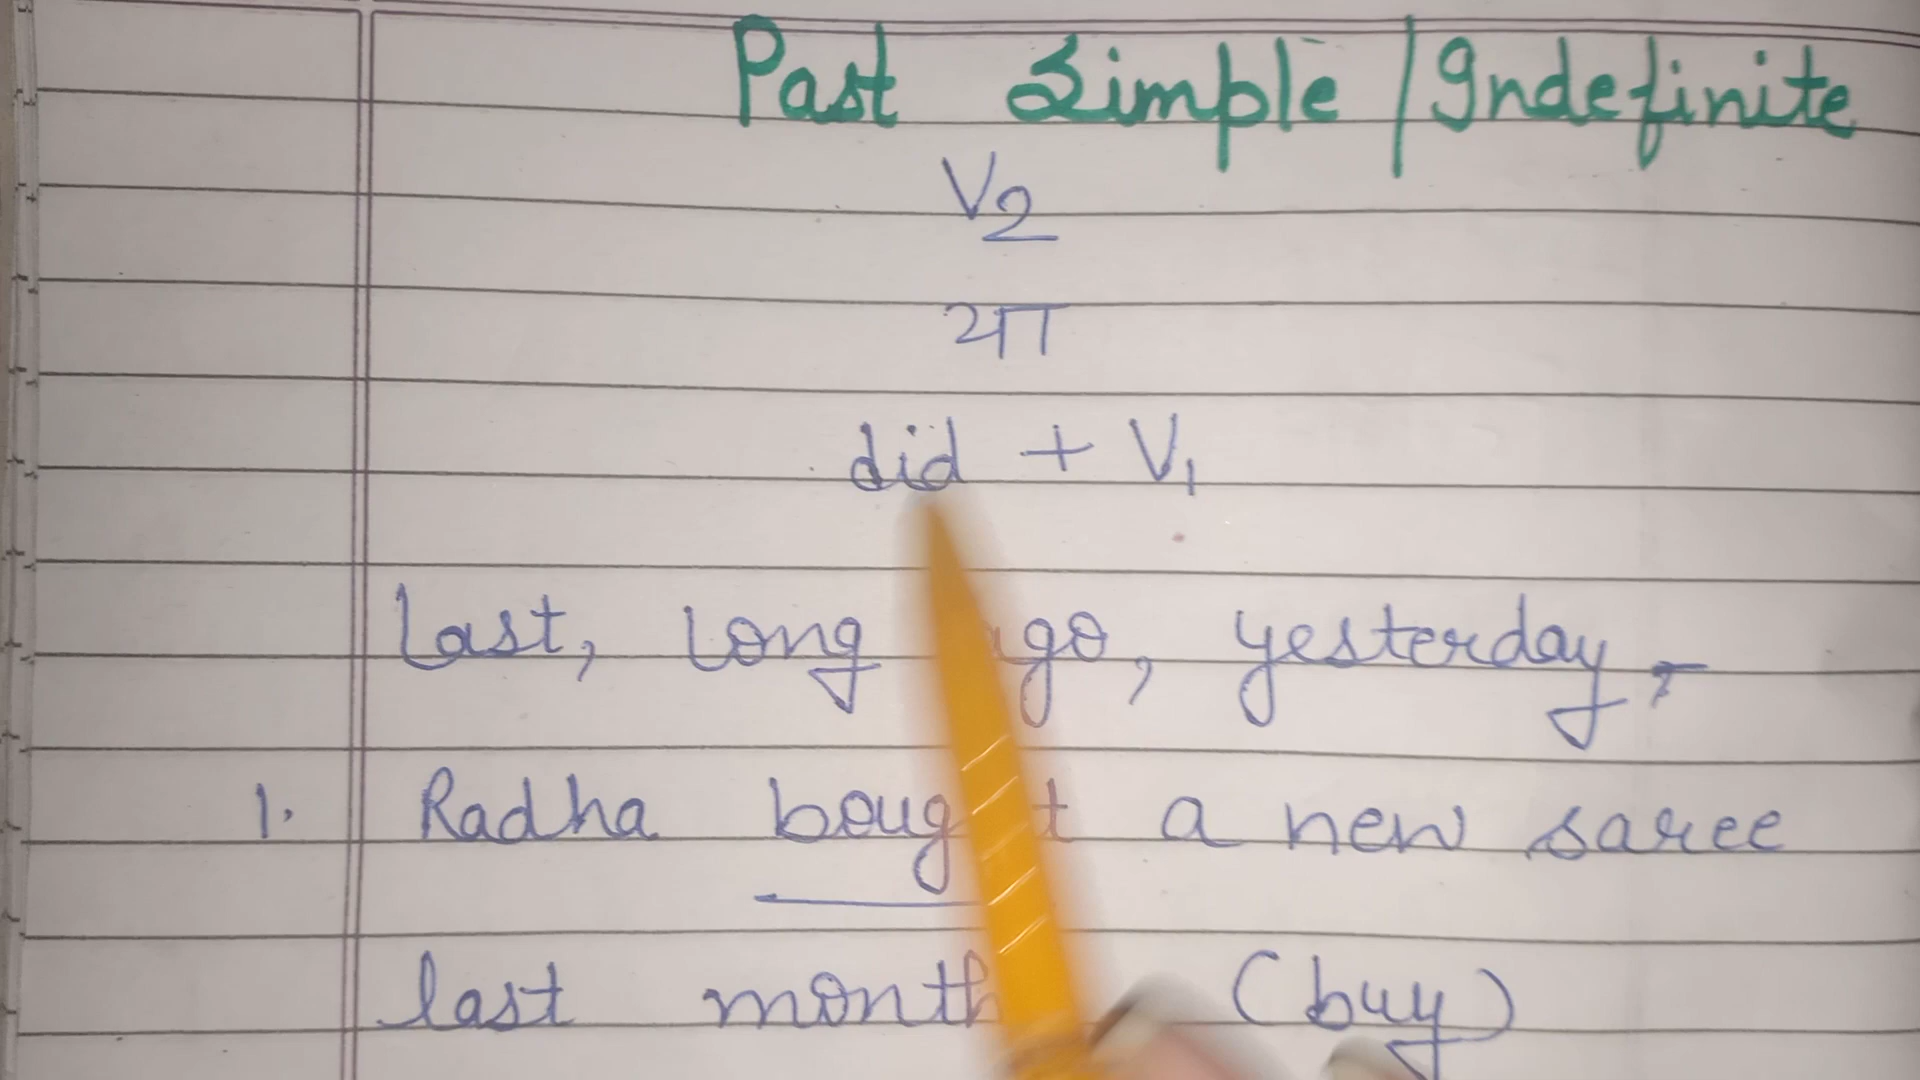 Past Simple / Indefinite
V2
या
did + V1
last, long ago, yesterday,
1. Radha bought a new saree
last month (buy)